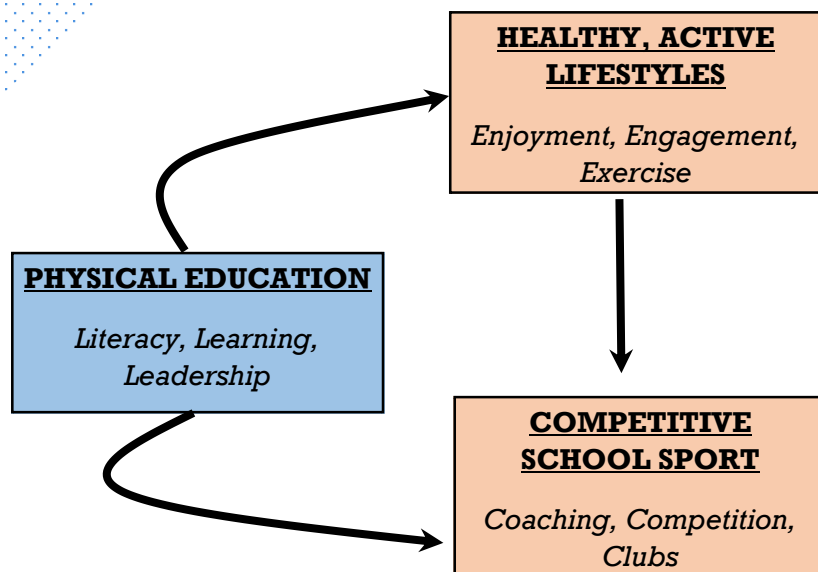 HEALTHY, ACTIVE
LIFESTYLES
Enjoyment, Engagement,
Exercise
PHYSICAL EDUCATION
Literacy, Learning,
Leadership
COMPETITIVE
SCHOOL SPORT
Coaching, Competition,
Clubs